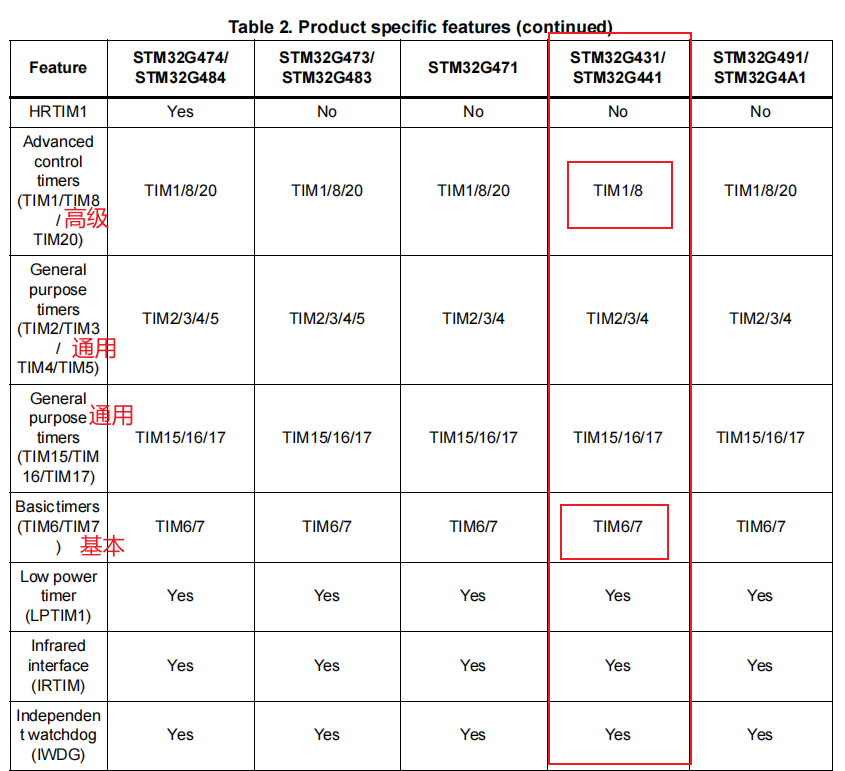 Table 2. Product specific features (continued)
Feature
STM32G474/
STM32G484
STM32G473/
STM32G483
STM32G471
STM32G431/
STM32G441
STM32G491/
STM32G4A1
HRTIM1
Yes
No
No
No
No
Advanced
control
timers
(TIM1/TIM8
/ 高级
TIM20)
TIM1/8/20
TIM1/8/20
TIM1/8/20
TIM1/8
TIM1/8/20
General
purpose
timers
(TIM2/TIM3
/ 通用
TIM4/TIM5)
TIM2/3/4/5
TIM2/3/4/5
TIM2/3/4
TIM2/3/4
TIM2/3/4
General
purpose 通用
timers
(TIM15/TIM
16/TIM17)
TIM15/16/17
TIM15/16/17
TIM15/16/17
TIM15/16/17
TIM15/16/17
Basic timers
(TIM6/TIM7
) 基本
TIM6/7
TIM6/7
TIM6/7
TIM6/7
TIM6/7
Low power
timer
(LPTIM1)
Yes
Yes
Yes
Yes
Yes
Infrared
interface
(IRTIM)
Yes
Yes
Yes
Yes
Yes
Independen
t watchdog
(IWDG)
Yes
Yes
Yes
Yes
Yes